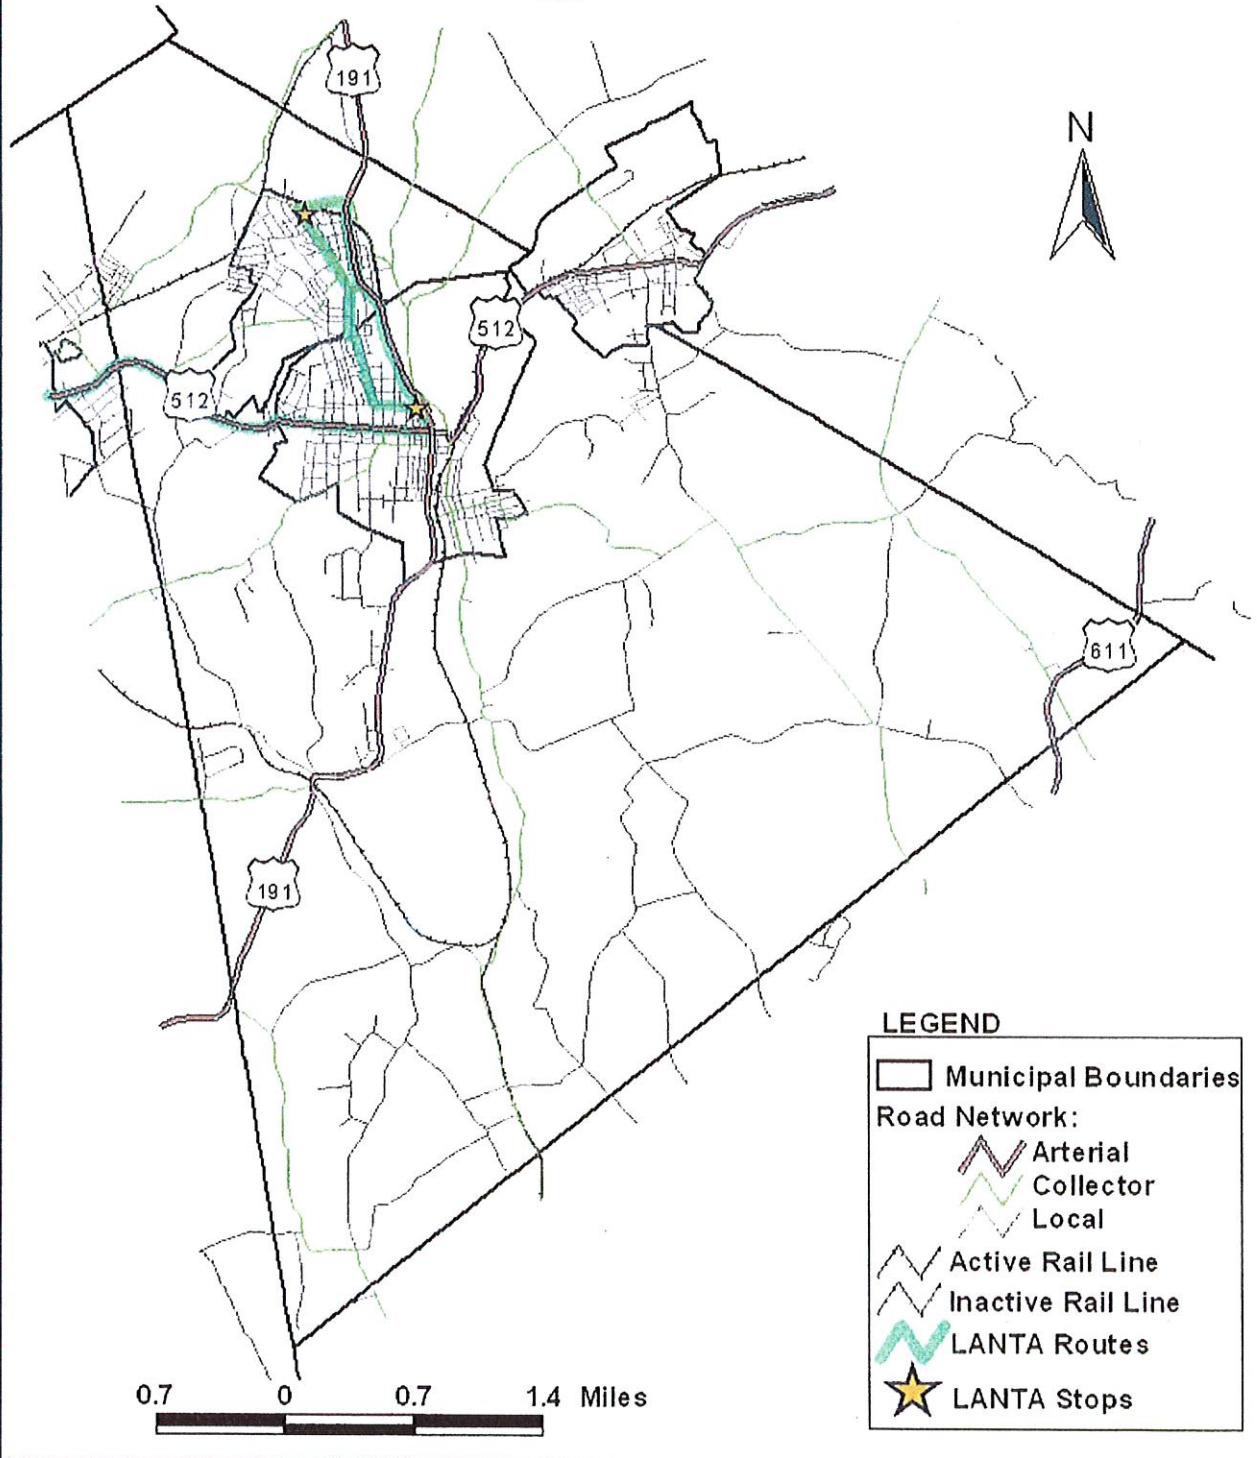 191
N
512
512
611
191
LEGEND
Municipal Boundaries
Road Network:
Arterial
Collector
Local
Active Rail Line
Inactive Rail Line
LANTA Routes
LANTA Stops
0.7 0 0.7 1.4 Miles